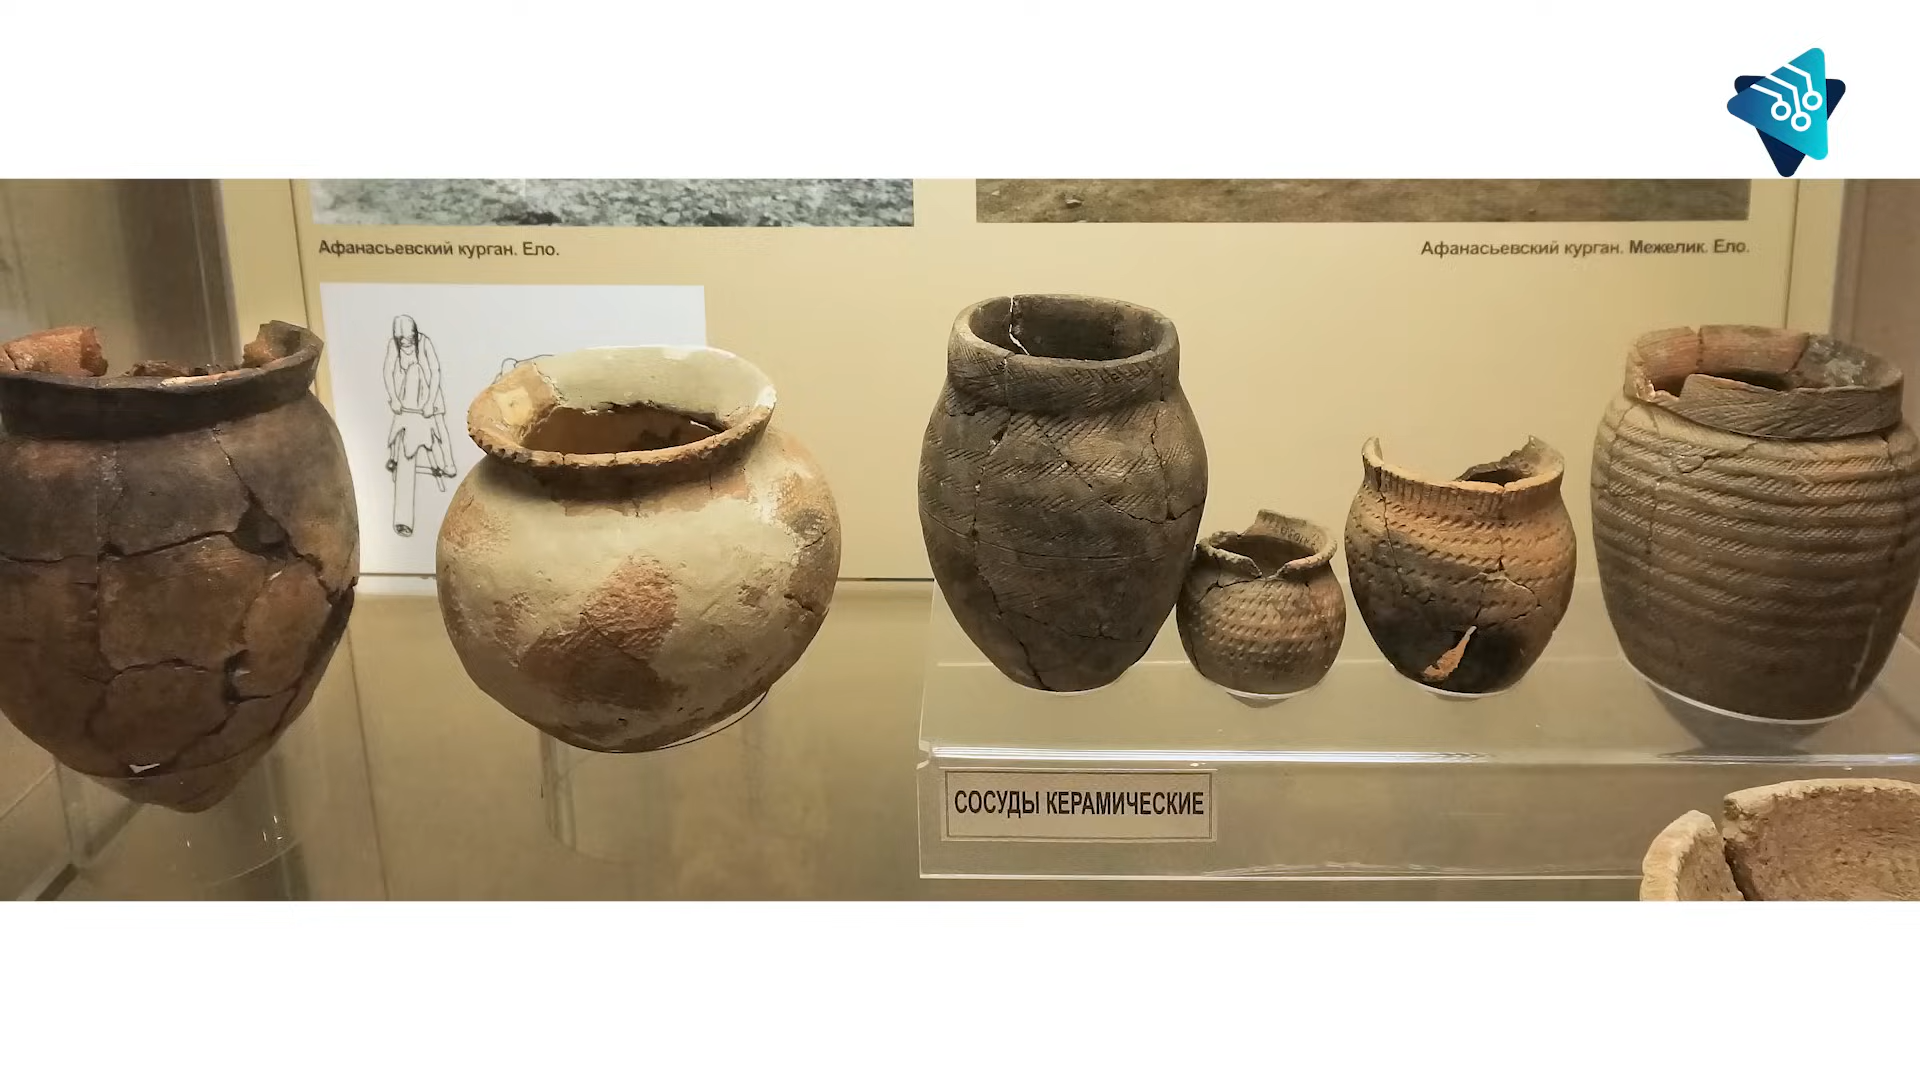 Афанасьевский курган. Ело.
Афанасьевский курган. Межелик. Ело.
СОСУДЫ КЕРАМИЧЕСКИЕ